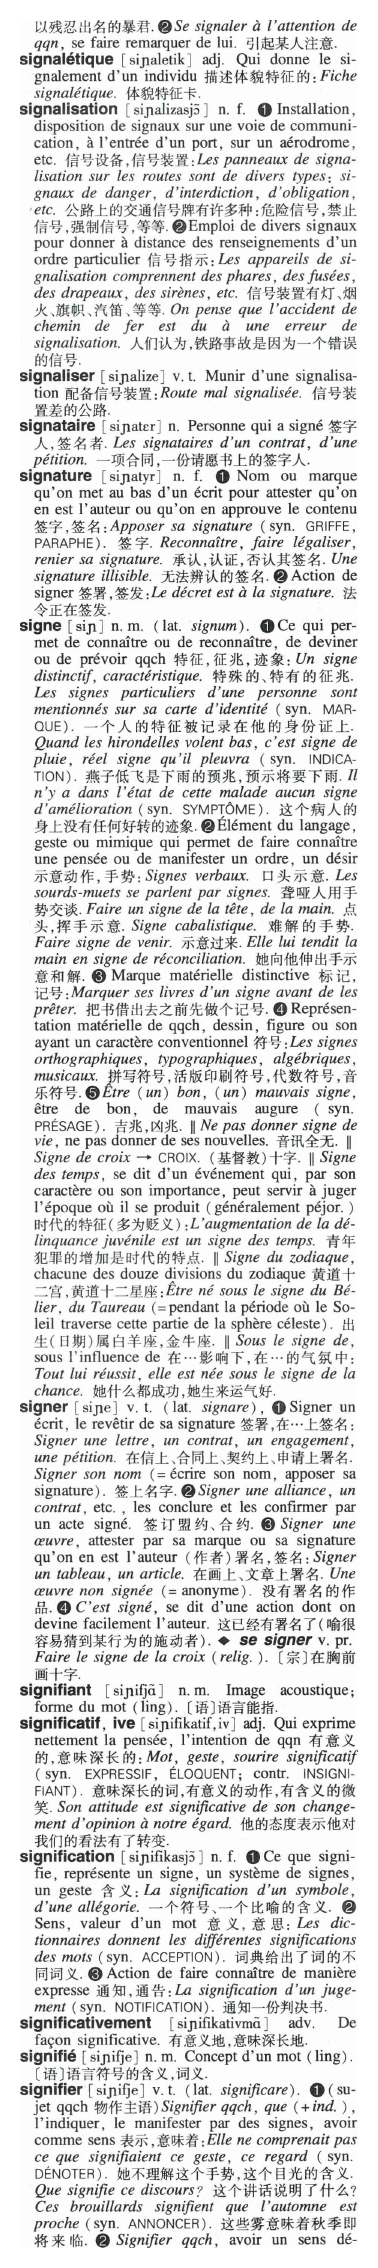 以残忍出名的暴君. ❷ Se signaler à l'attention de
qqn, se faire remarquer de lui. 引起某人注意.
signalétique [siɲaletik] adj. Qui donne le si-
gnalement d'un individu 描述体貌特征的: Fiche
signalétique. 体貌特征卡.
signalisation [siɲalizasjɔ̃] n. f. ❶ Installation,
disposition de signaux sur une voie de communi-
cation, à l'entrée d'un port, sur un aérodrome,
etc. 信号设备,信号装置: Les panneaux de signa-
lisation sur les routes sont de divers types: si-
gnaux de danger, d'interdiction, d'obligation,
etc. 公路上的交通信号牌有许多种:危险信号,禁止
信号,强制信号,等等. ❷ Emploi de divers signaux
pour donner à distance des renseignements d'un
ordre particulier 信号指示: Les appareils de si-
gnalisation comprennent des phares, des fusées,
des drapeaux, des sirènes, etc. 信号装置有灯、烟
火、旗帜、汽笛、等等. On pense que l'accident de
chemin de fer est du à une erreur de
signalisation. 人们认为,铁路事故是因为一个错误
的信号.
signaliser [siɲalize] v. t. Munir d'une signalisa-
tion 配备信号装置: Route mal signalisée. 信号装
置差的公路.
signataire [siɲatɛr] n. Personne qui a signé 签字
人,签名者. Les signataires d'un contrat, d'une
pétition. 一项合同,一份请愿书上的签字人.
signature [siɲatyr] n. f. ❶ Nom ou marque
qu'on met au bas d'un écrit pour attester qu'on
en est l'auteur ou qu'on en approuve le contenu
签字,签名: Apposer sa signature (syn. GRIFFE,
PARAPHE). 签字. Reconnaître, faire légaliser,
renier sa signature. 承认,认证,否认其签名. Une
signature illisible. 无法辨认的签名. ❷ Action de
signer 签署,签发: Le décret est à la signature. 法
令正在签发.
signe [siɲ] n. m. (lat. signum). ❶ Ce qui per-
met de connaître ou de reconnaître, de deviner
ou de prévoir qqch 特征,征兆,迹象: Un signe
distinctif, caractéristique. 特殊的、特有的征兆.
Les signes particuliers d'une personne sont
mentionnés sur sa carte d'identité (syn. MAR-
QUE). 一个人的特征被记录在他的身份证上.
Quand les hirondelles volent bas, c'est signe de
pluie, réel signe qu'il pleuvra (syn. INDICA-
TION). 燕子低飞是下雨的预兆,预示将要下雨. Il
n'y a dans l'état de cette malade aucun signe
d'amélioration (syn. SYMPTÔME). 这个病人的
身上没有任何好转的迹象. ❷ Élément du langage,
geste ou mimique qui permet de faire connaître
une pensée ou de manifester un ordre, un désir
示意动作,手势: Signes verbaux. 口头示意. Les
sourds-muets se parlent par signes. 聋哑人用手
势交谈. Faire un signe de la tête, de la main. 点
头,挥手示意. Signe cabalistique. 难解的手势.
Faire signe de venir. 示意过来. Elle lui tendit la
main en signe de réconciliation. 她向他伸出手示
意和解. ❸ Marque matérielle distinctive 标记,
记号: Marquer ses livres d'un signe avant de les
prêter. 把书借出去之前先做个记号. ❹ Représen-
tation matérielle de qqch, dessin, figure ou son
ayant un caractère conventionnel 符号: Les signes
orthographiques, typographiques, algébriques,
musicaux. 拼写符号,活版印刷符号,代数符号,音
乐符号. ❺ Être (un) bon, (un) mauvais signe,
être de bon, de mauvais augure (syn.
PRÉSAGE). 吉兆,凶兆. ‖ Ne pas donner signe de
vie, ne pas donner de ses nouvelles. 音讯全无. ‖
Signe de croix → CROIX. (基督教)十字. ‖ Signe
des temps, se dit d'un événement qui, par son
caractère ou son importance, peut servir à juger
l'époque où il se produit (généralement péjor.)
时代的特征(多为贬义): L'augmentation de la dé-
linquance juvénile est un signe des temps. 青年
犯罪的增加是时代的特点. ‖ Signe du zodiaque,
chacune des douze divisions du zodiaque 黄道十
二宫,黄道十二星座: Être né sous le signe du Bé-
lier, du Taureau (=pendant la période où le So-
leil traverse cette partie de la sphère céleste). 出
生(日期)属白羊座,金牛座. ‖ Sous le signe de,
sous l'influence de 在…影响下,在…的气氛中:
Tout lui réussit, elle est née sous le signe de la
chance. 她什么都成功,她生来运气好.
signer [siɲe] v. t. (lat. signare), ❶ Signer un
écrit, le revêtir de sa signature 签署,在…上签名:
Signer une lettre, un contrat, un engagement,
une pétition. 在信上、合同上、契约上、申请上署名.
Signer son nom (= écrire son nom, apposer sa
signature). 签上名字. ❷ Signer une alliance, un
contrat, etc., les conclure et les confirmer par
un acte signé. 签订盟约、合约. ❸ Signer une
œuvre, attester par sa marque ou sa signature
qu'on en est l'auteur (作者)署名,签名: Signer
un tableau, un article. 在画上、文章上署名. Une
œuvre non signée (= anonyme). 没有署名的作
品. ❹ C'est signé, se dit d'une action dont on
devine facilement l'auteur. 这已经有署名了(喻很
容易猜到某行为的施动者). ◆ se signer v. pr.
Faire le signe de la croix (relig.). 〔宗〕在胸前
画十字.
signifiant [siɲifjɑ̃] n. m. Image acoustique;
forme du mot (ling). 〔语〕语言能指.
significatif, ive [siɲifikatif,iv] adj. Qui exprime
nettement la pensée, l'intention de qqn 有意义
的,意味深长的: Mot, geste, sourire significatif
(syn. EXPRESSIF, ÉLOQUENT; contr. INSIGNI-
FIANT). 意味深长的词,有意义的动作,有含义的微
笑. Son attitude est significative de son change-
ment d'opinion à notre égard. 他的态度表示他对
我们的看法有了转变.
signification [siɲifikasjɔ̃] n. f. ❶ Ce que signi-
fie, représente un signe, un système de signes,
un geste 含义: La signification d'un symbole,
d'une allégorie. 一个符号、一个比喻的含义. ❷
Sens, valeur d'un mot 意义,意思: Les dic-
tionnaires donnent les différentes significations
des mots (syn. ACCEPTION). 词典给出了词的不
同词义. ❸ Action de faire connaître de manière
expresse 通知,通告: La signification d'un juge-
ment (syn. NOTIFICATION). 通知一份判决书.
significativement [siɲifikativmɑ̃] adv. De
façon significative. 有意义地,意味深长地.
signifié [siɲifje] n. m. Concept d'un mot (ling).
〔语〕语言符号的含义,词义.
signifier [siɲifje] v. t. (lat. significare). ❶ (su-
jet qqch 物作主语) Signifier qqch, que (+ind.),
l'indiquer, le manifester par des signes, avoir
comme sens 表示,意味着: Elle ne comprenait pas
ce que signifiaient ce geste, ce regard (syn.
DÉNOTER). 她不理解这个手势,这个目光的含义.
Que signifie ce discours? 这个讲话说明了什么?
Ces brouillards signifient que l'automne est
proche (syn. ANNONCER). 这些雾意味着秋季即
将来临. ❷ Signifier qqch, avoir un sens dé-